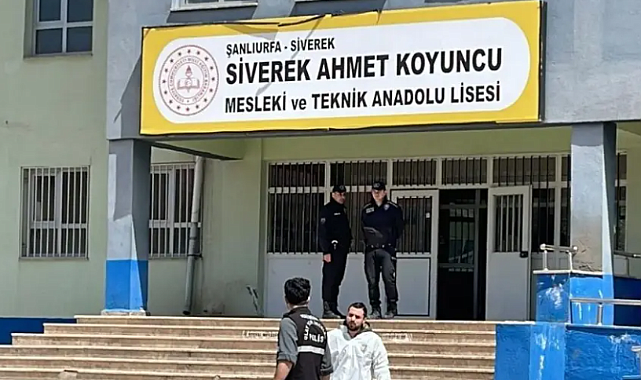 ŞANLIURFA - SİVEREK
SİVEREK AHMET KOYUNCU
MESLEKİ ve TEKNİK ANADOLU LİSESİ